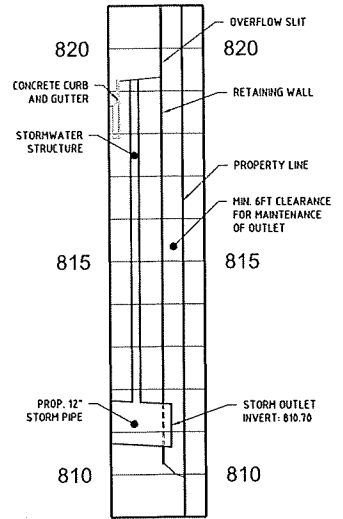 OVERFLOW SLIT
820
820
CONCRETE CURB
AND GUTTER
RETAINING WALL
STORMWATER
STRUCTURE
PROPERTY LINE
MIN. 6FT CLEARANCE
FOR MAINTENANCE
OF OUTLET
815
815
PROP. 12"
STORM PIPE
STORM OUTLET
INVERT: 810.70
810
810